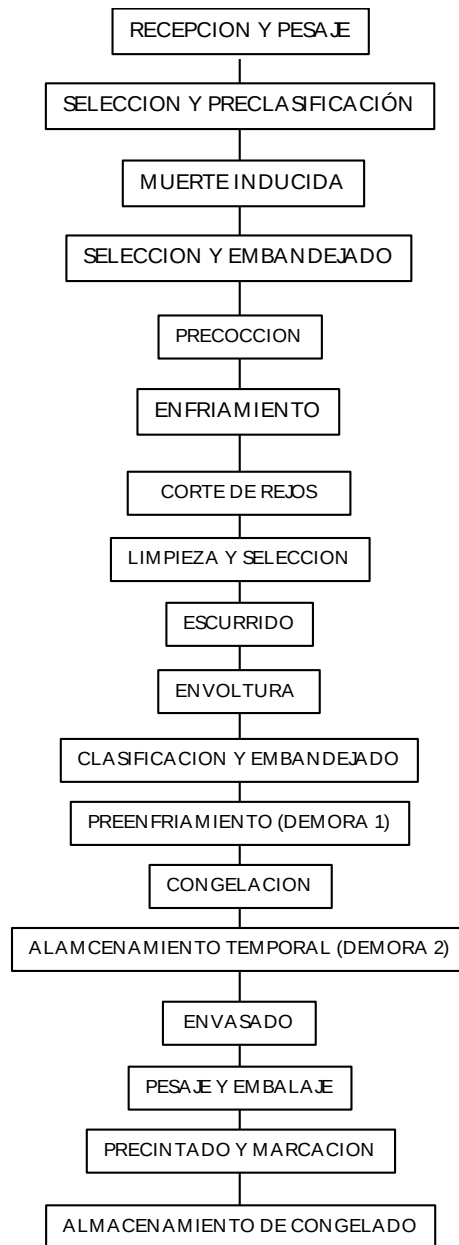 RECEPCION Y PESAJE
SELECCION Y PRECLASIFICACIÓN
MUERTE INDUCIDA
SELECCION Y EMBANDEJADO
PRECOCCION
ENFRIAMIENTO
CORTE DE REJOS
LIMPIEZA Y SELECCION
ESCURRIDO
ENVOLTURA
CLASIFICACION Y EMBANDEJADO
PREENFRIAMIENTO (DEMORA 1)
CONGELACION
ALAMCENAMIENTO TEMPORAL (DEMORA 2)
ENVASADO
PESAJE Y EMBALAJE
PRECINTADO Y MARCACION
ALMACENAMIENTO DE CONGELADO